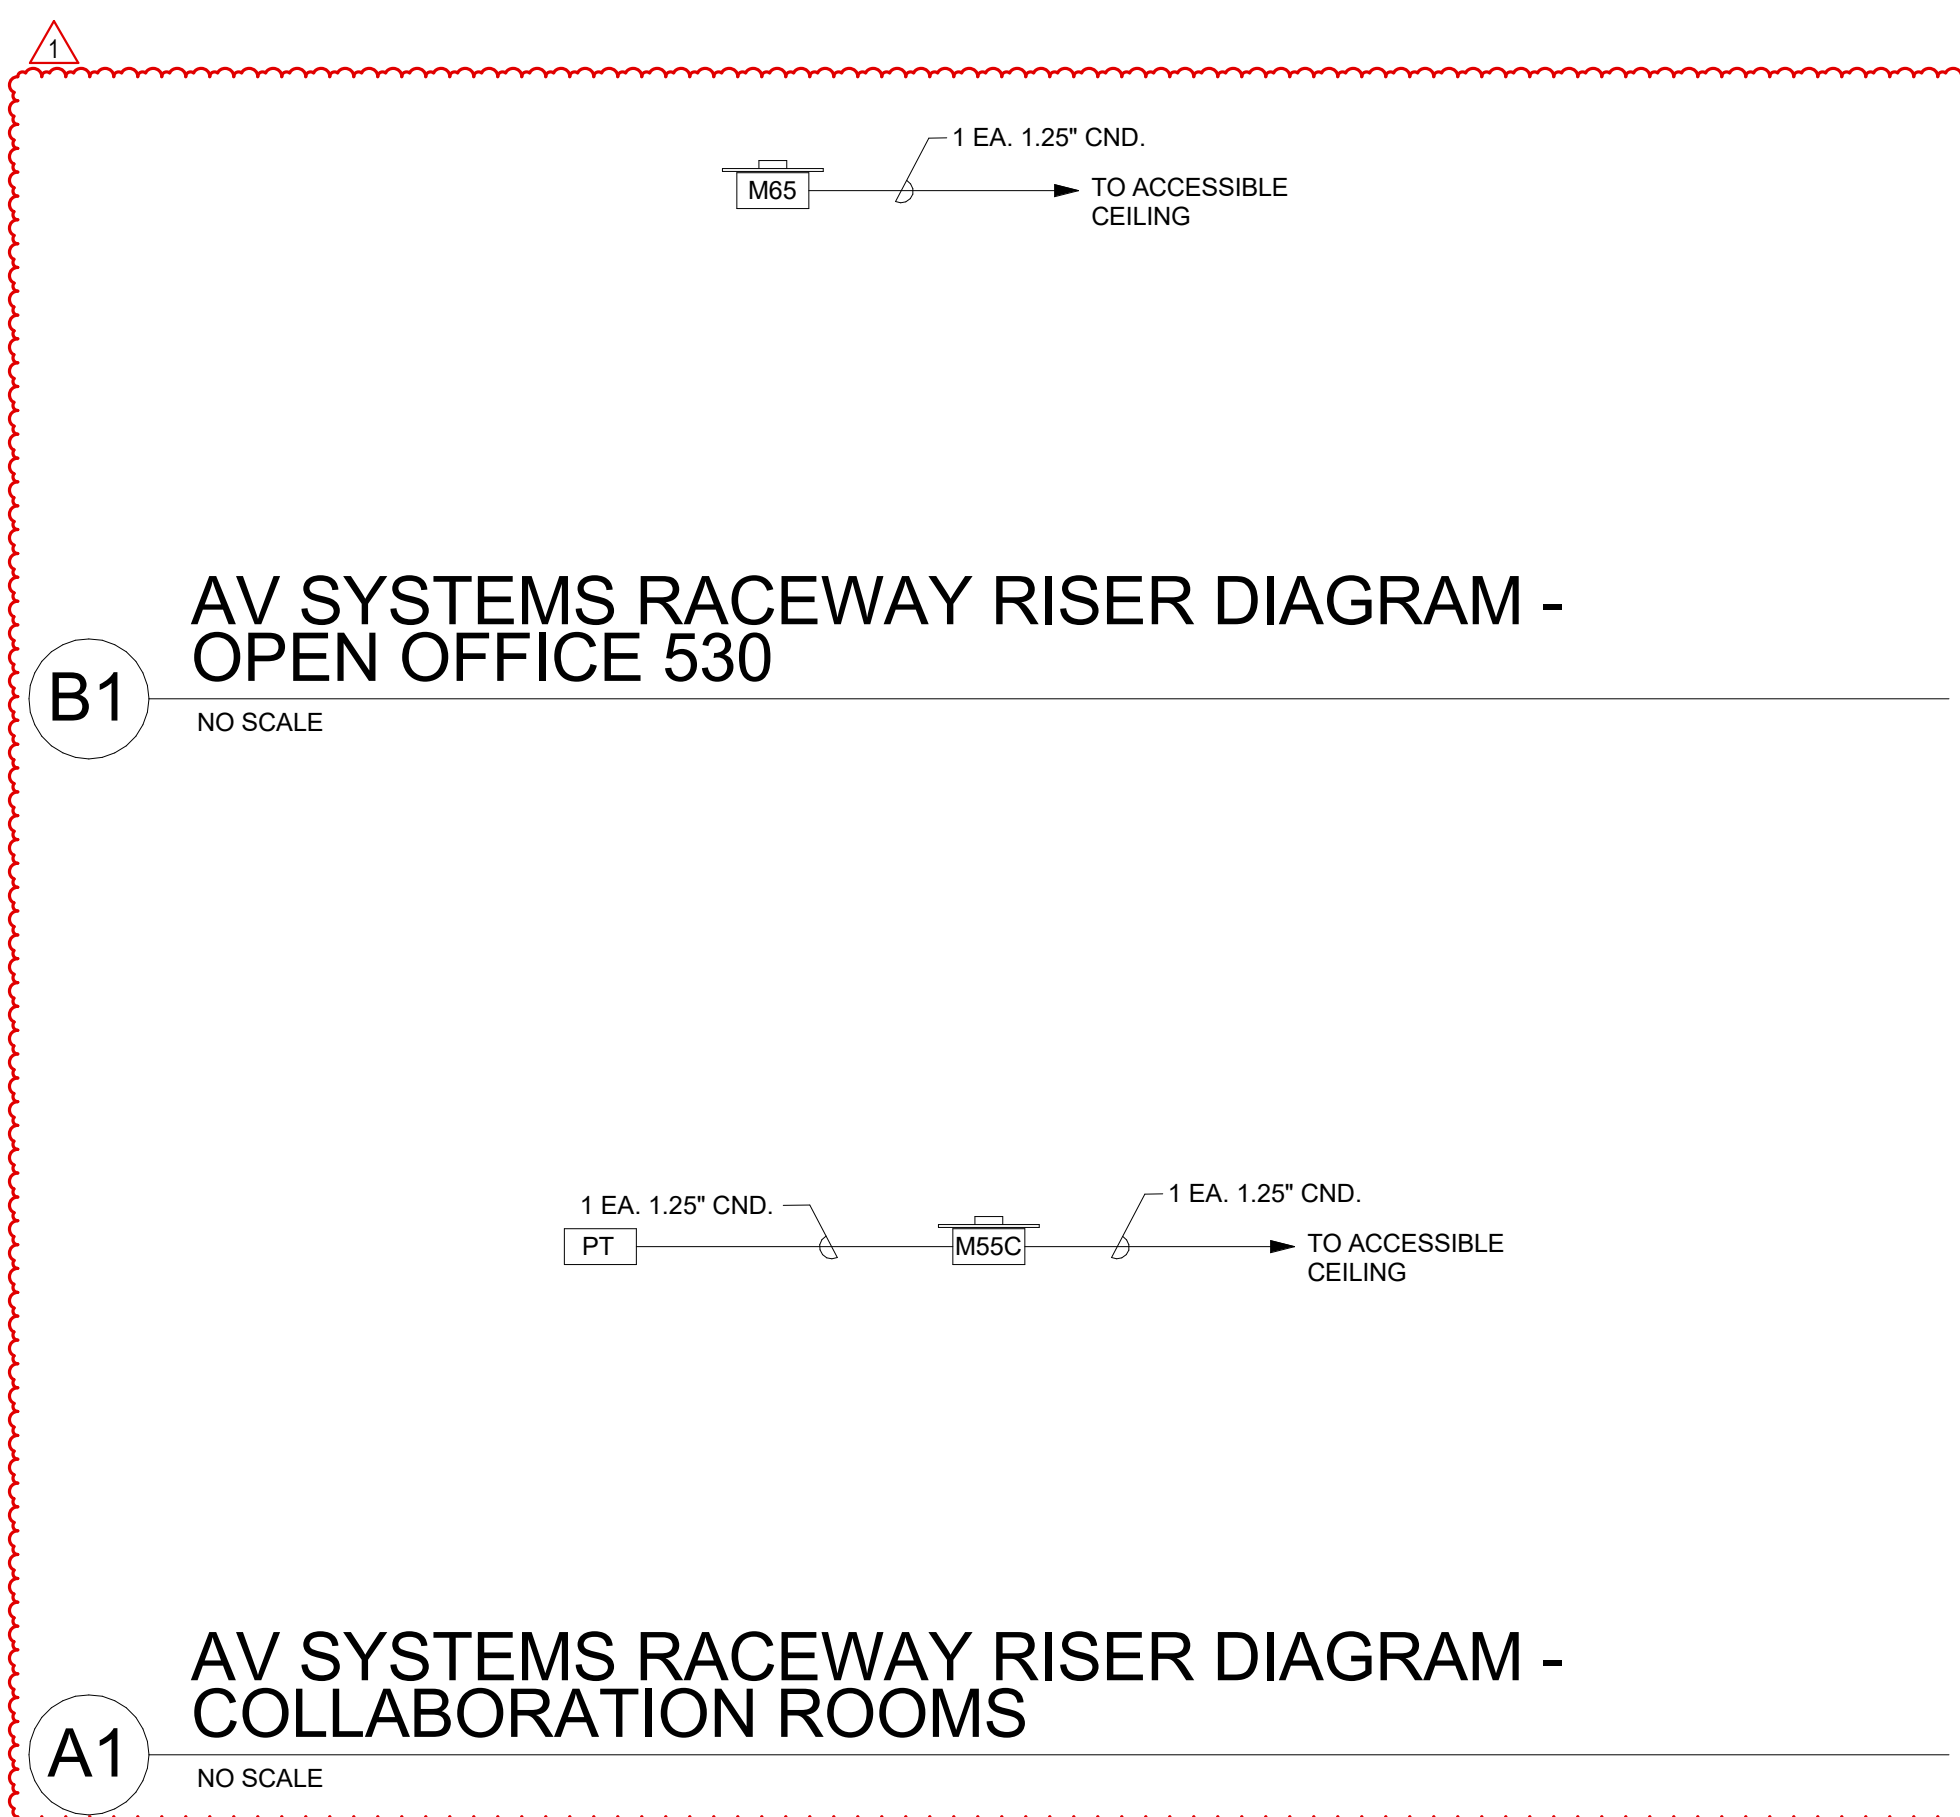 1
1 EA. 1.25" CND.
M65
TO ACCESSIBLE
CEILING
AV SYSTEMS RACEWAY RISER DIAGRAM -
OPEN OFFICE 530
B1
NO SCALE
1 EA. 1.25" CND.
1 EA. 1.25" CND.
PT
M55C
TO ACCESSIBLE
CEILING
AV SYSTEMS RACEWAY RISER DIAGRAM -
COLLABORATION ROOMS
A1
NO SCALE